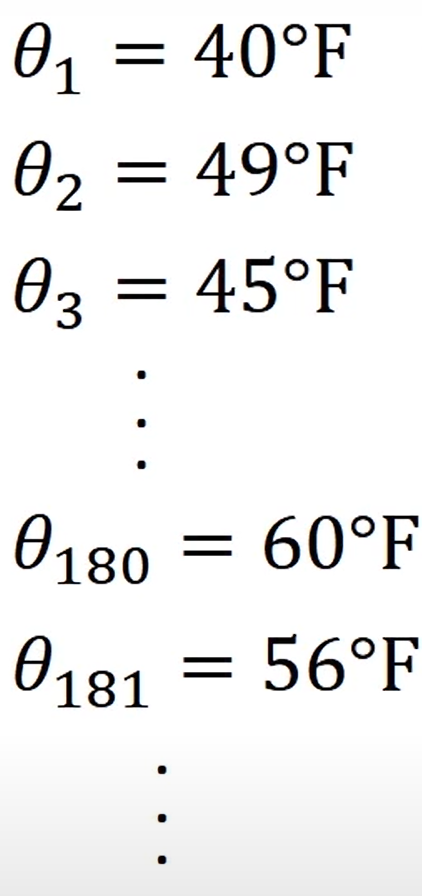 θ₁ = 40°F
θ₂ = 49°F
θ₃ = 45°F
.
.
.
θ₁₈₀ = 60°F
θ₁₈₁ = 56°F
.
.
.